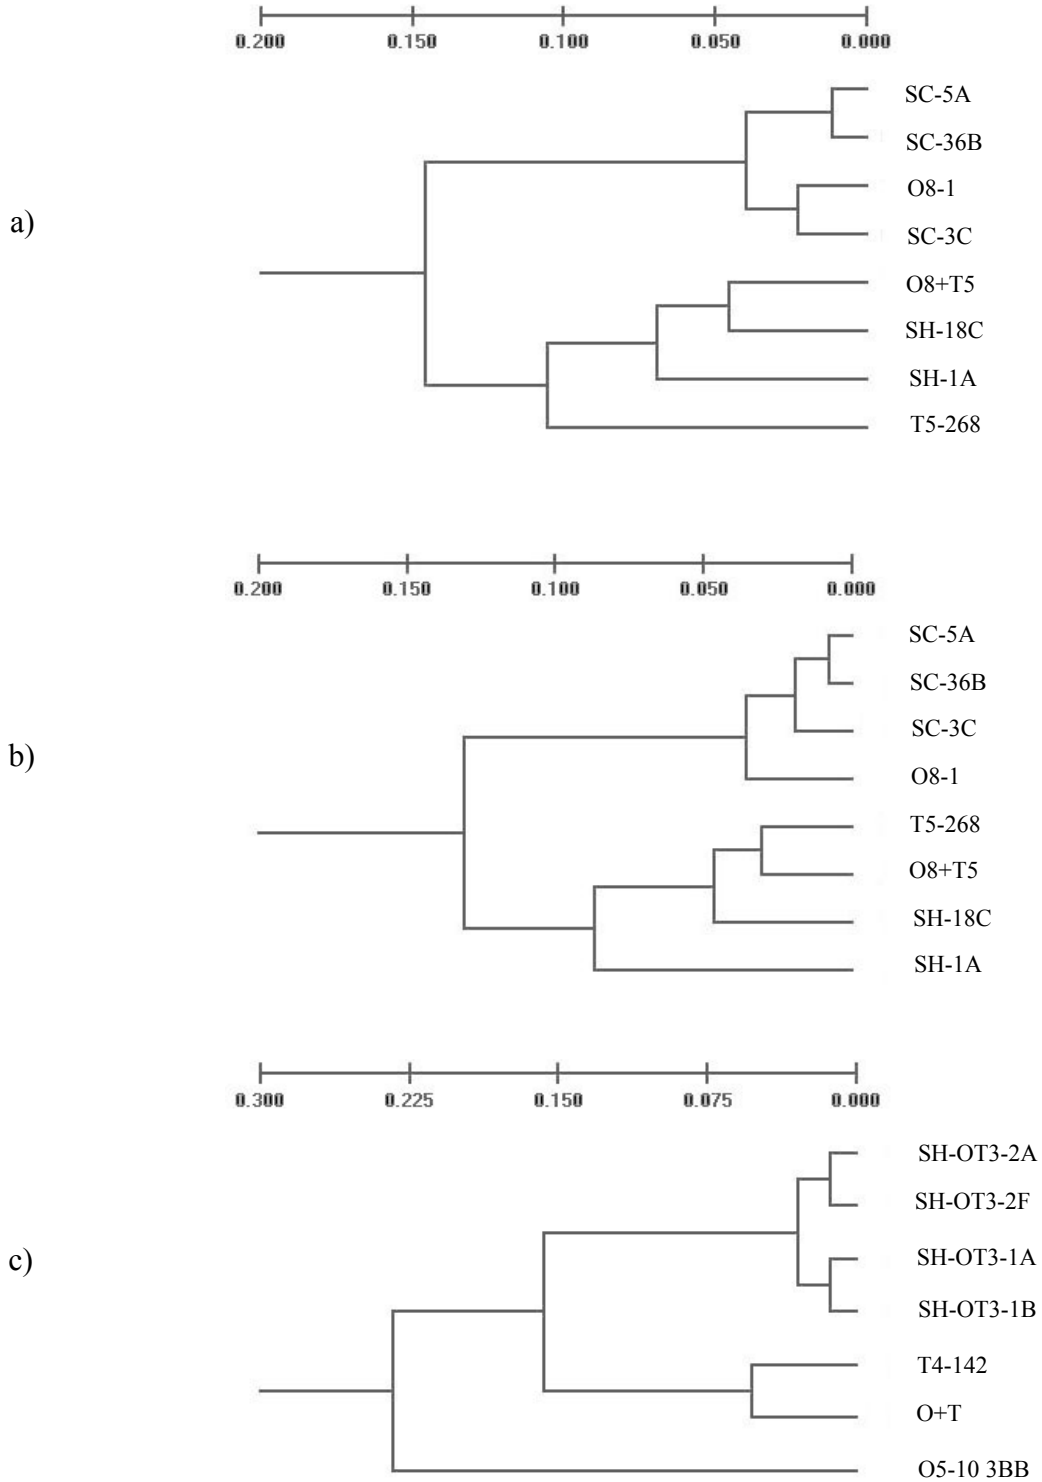 0.200 0.150 0.100 0.050 0.000
SC-5A
SC-36B
O8-1
SC-3C
a)
O8+T5
SH-18C
SH-1A
T5-268
0.200 0.150 0.100 0.050 0.000
SC-5A
SC-36B
SC-3C
b)
O8-1
T5-268
O8+T5
SH-18C
SH-1A
0.300 0.225 0.150 0.075 0.000
SH-OT3-2A
SH-OT3-2F
SH-OT3-1A
c)
SH-OT3-1B
T4-142
O+T
O5-10 3BB